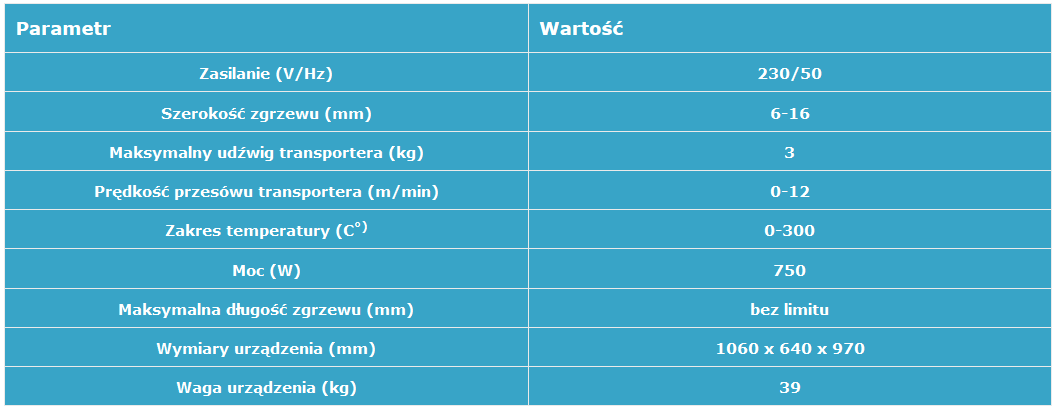 Parametr Wartość
Zasilanie (V/Hz) 230/50
Szerokość zgrzewu (mm) 6-16
Maksymalny udźwig transportera (kg) 3
Prędkość przesówu transportera (m/min) 0-12
Zakres temperatury (C°) 0-300
Moc (W) 750
Maksymalna długość zgrzewu (mm) bez limitu
Wymiary urządzenia (mm) 1060 x 640 x 970
Waga urządzenia (kg) 39